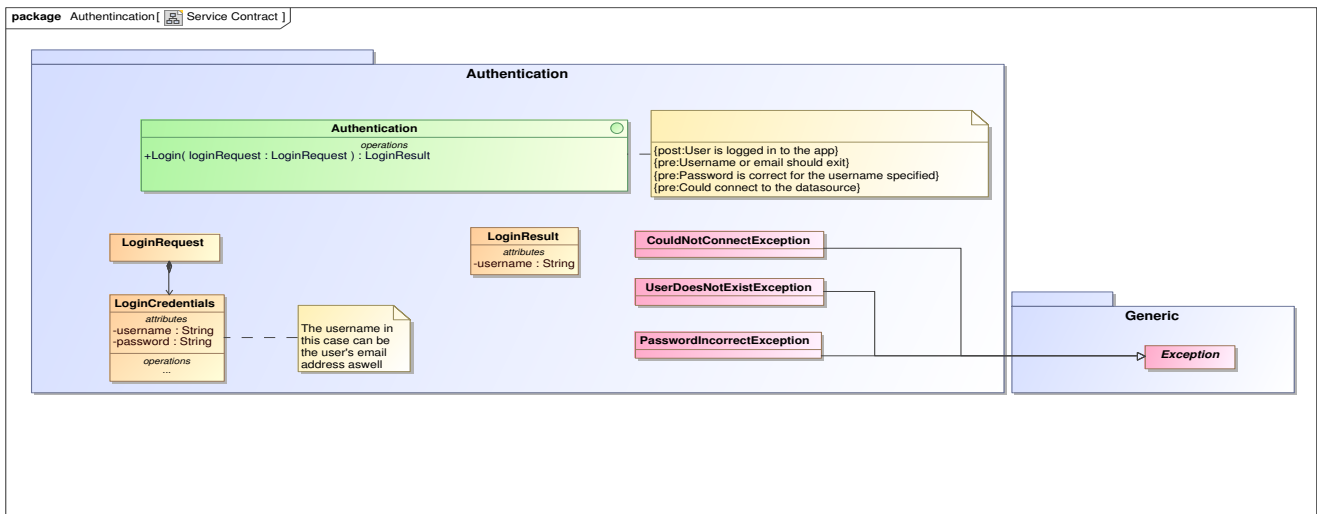 package Authentincation[ Service Contract ]
Authentication
Authentication
operations
+Login( loginRequest : LoginRequest ) : LoginResult
{post:User is logged in to the app}
{pre:Username or email should exit}
{pre:Password is correct for the username specified}
{pre:Could connect to the datasource}
LoginRequest
LoginResult
attributes
-username : String
CouldNotConnectException
UserDoesNotExistException
PasswordIncorrectException
LoginCredentials
attributes
-username : String
-password : String
operations
...
The username in
this case can be
the user's email
address aswell
Generic
Exception